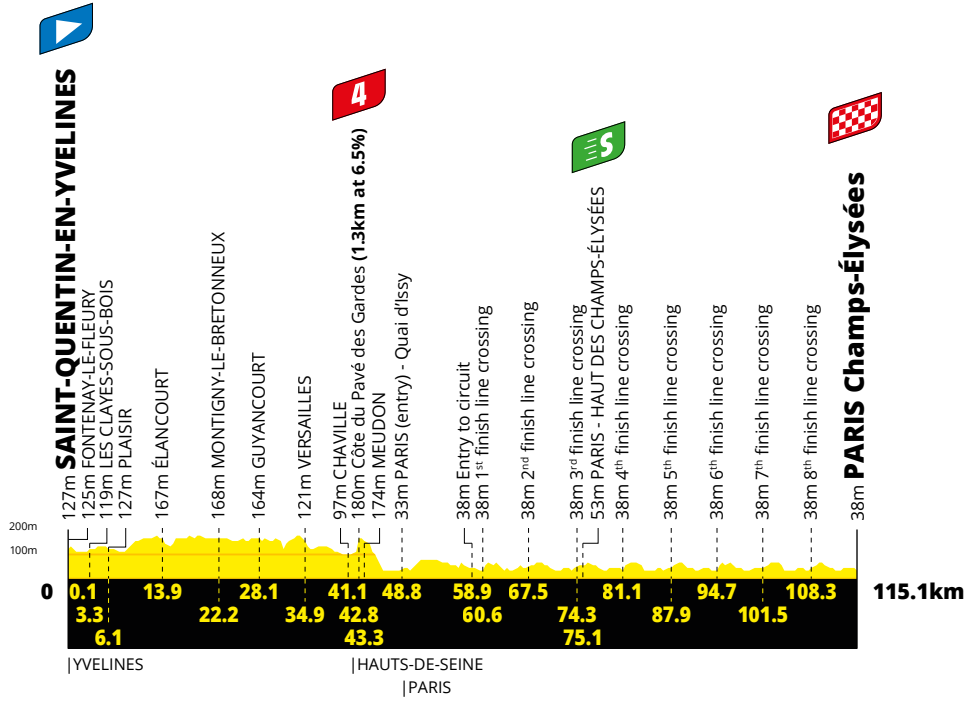 4
S
127m SAINT-QUENTIN-EN-YVELINES
125m FONTENAY-LE-FLEURY
119m LES CLAYES-SOUS-BOIS
127m PLAISIR
167m ÉLANCOURT
168m MONTIGNY-LE-BRETONNEUX
164m GUYANCOURT
121m VERSAILLES
97m CHAVILLE
180m Côte du Pavé des Gardes (1.3km at 6.5%)
174m MEUDON
33m PARIS (entry) - Quai d'Issy
38m Entry to circuit
38m 1st finish line crossing
38m 2nd finish line crossing
38m 3rd finish line crossing
53m PARIS - HAUT DES CHAMPS-ÉLYSÉES
38m 4th finish line crossing
38m 5th finish line crossing
38m 6th finish line crossing
38m 7th finish line crossing
38m 8th finish line crossing
38m PARIS Champs-Élysées
200m
100m
0 0.1 13.9 28.1 41.1 48.8 58.9 67.5 81.1 94.7 108.3 115.1km
3.3 22.2 34.9 42.8 60.6 74.3 87.9 101.5
6.1 43.3 75.1
|YVELINES |HAUTS-DE-SEINE
|PARIS